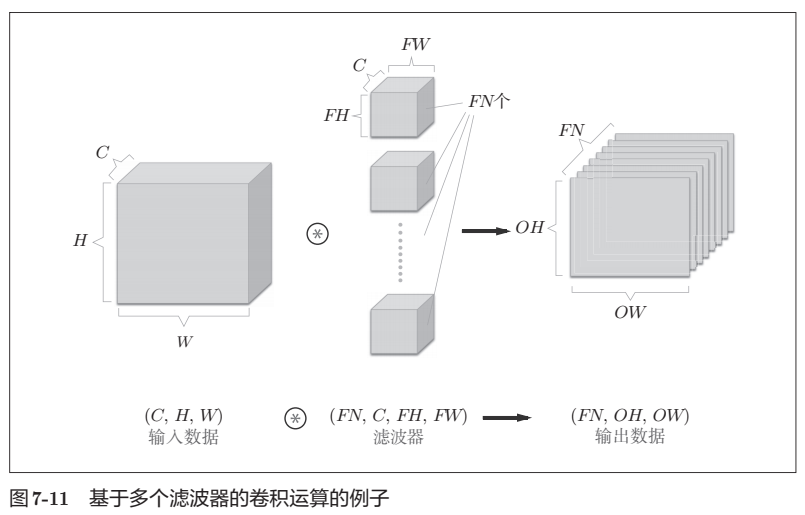 FW
C
FH
FN个
FN
C
H
OH
W
OW
(C, H, W) ⊛ (FN, C, FH, FW) → (FN, OH, OW)
输入数据 滤波器 输出数据
图7-11 基于多个滤波器的卷积运算的例子